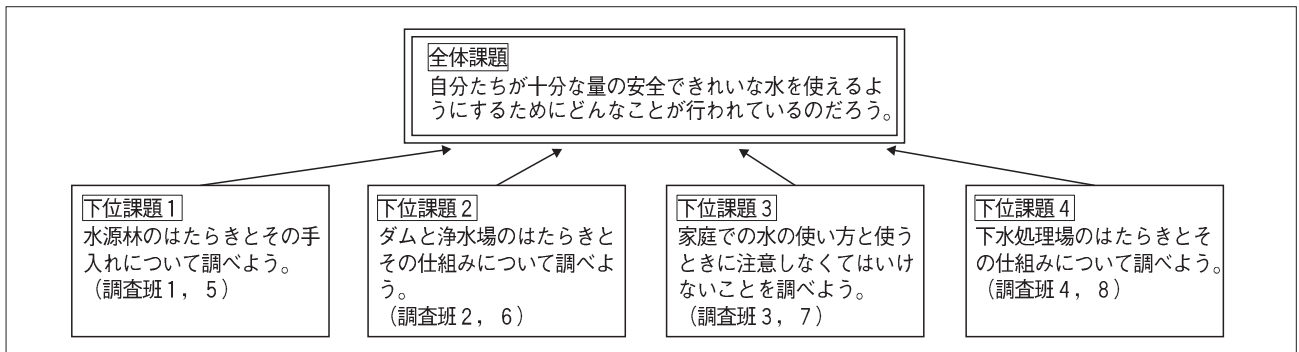 全体課題
自分たちが十分な量の安全できれいな水を使えるよ
うにするためにどんなことが行われているのだろう。
下位課題1
水源林のはたらきとその手
入れについて調べよう。
(調査班1，5)
下位課題2
ダムと浄水場のはたらきと
その仕組みについて調べよ
う。
(調査班2，6)
下位課題3
家庭での水の使い方と使う
ときに注意しなくてはいけ
ないことを調べよう。
(調査班3，7)
下位課題4
下水処理場のはたらきとそ
の仕組みについて調べよう。
(調査班4，8)